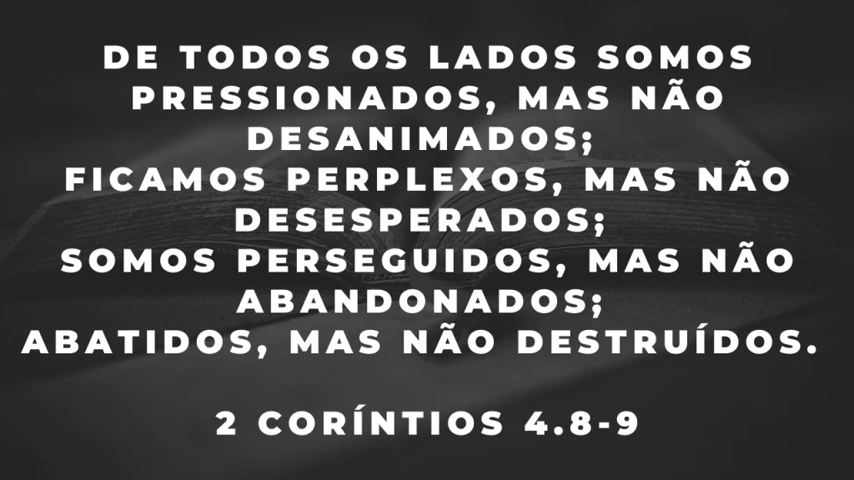 DE TODOS OS LADOS SOMOS
PRESSIONADOS, MAS NÃO
DESANIMADOS;
FICAMOS PERPLEXOS, MAS NÃO
DESESPERADOS;
SOMOS PERSEGUIDOS, MAS NÃO
ABANDONADOS;
ABATIDOS, MAS NÃO DESTRUÍDOS.
2 CORÍNTIOS 4.8-9